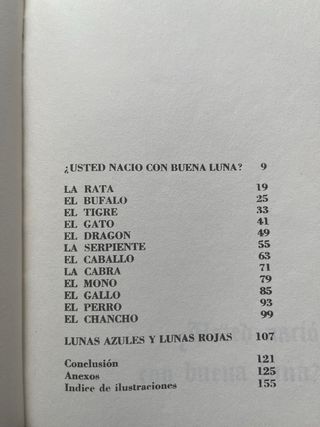 ¿USTED NACIO CON BUENA LUNA? 9
LA RATA 19
EL BUFALO 25
EL TIGRE 33
EL GATO 41
EL DRAGON 49
LA SERPIENTE 55
EL CABALLO 63
LA CABRA 71
EL MONO 79
EL GALLO 85
EL PERRO 93
EL CHANCHO 99
LUNAS AZULES Y LUNAS ROJAS 107
Conclusión 121
Anexos 125
Indice de ilustraciones 155